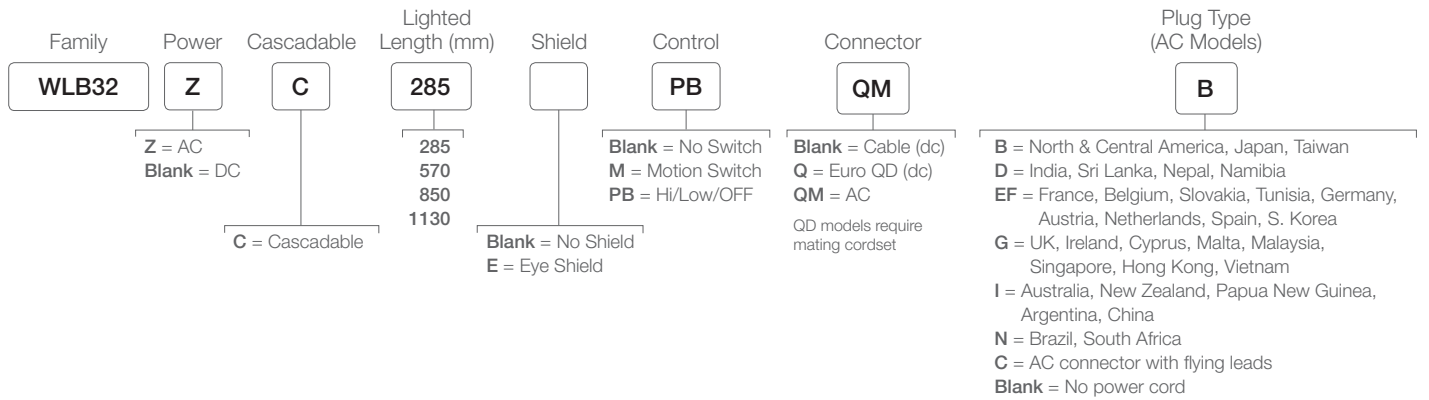 Family
Power
Cascadable
Lighted
Length (mm)
Shield
Control
Connector
Plug Type
(AC Models)
WLB32
Z
C
285
PB
QM
B
Z = AC
Blank = DC
C = Cascadable
285
570
850
1130
Blank = No Shield
E = Eye Shield
Blank = No Switch
M = Motion Switch
PB = Hi/Low/OFF
Blank = Cable (dc)
Q = Euro QD (dc)
QM = AC
QD models require
mating cordset
B = North & Central America, Japan, Taiwan
D = India, Sri Lanka, Nepal, Namibia
EF = France, Belgium, Slovakia, Tunisia, Germany,
Austria, Netherlands, Spain, S. Korea
G = UK, Ireland, Cyprus, Malta, Malaysia,
Singapore, Hong Kong, Vietnam
I = Australia, New Zealand, Papua New Guinea,
Argentina, China
N = Brazil, South Africa
C = AC connector with flying leads
Blank = No power cord